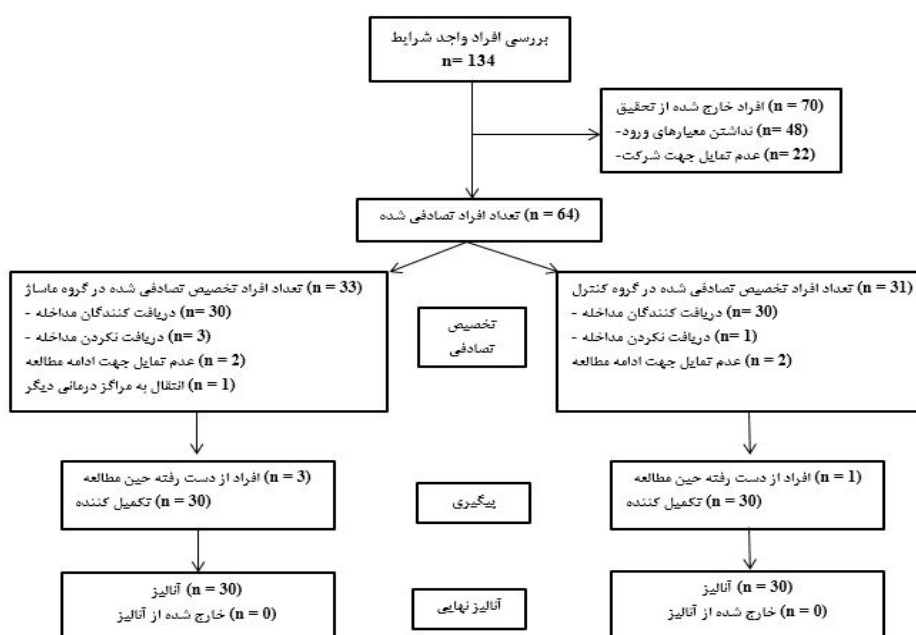 بررسی افراد واجد شرایط
n= 134
افراد خارج شده از تحقیق (n = 70)
-نداشتن معیارهای ورود (n= 48)
-عدم تمایل جهت شرکت (n= 22)
تعداد افراد تصادفی شده (n = 64)
تعداد افراد تخصیص تصادفی شده در گروه کنترل (n = 31)
- دریافت کنندگان مداخله (n= 30)
- دریافت نکردن مداخله (n= 1)
عدم تمایل جهت ادامه مطالعه (n = 2)
تخصیص
تصادفی
تعداد افراد تخصیص تصادفی شده در گروه ماساژ (n = 33)
- دریافت کنندگان مداخله (n= 30)
- دریافت نکردن مداخله (n= 3)
عدم تمایل جهت ادامه مطالعه (n = 2)
انتقال به مراگز درمانی دیگر (n = 1)
افراد از دست رفته حین مطالعه (n = 1)
تکمیل کننده (n = 30)
پیگیری
افراد از دست رفته حین مطالعه (n = 3)
تکمیل کننده (n = 30)
آنالیز (n = 30)
خارج شده از آنالیز (n = 0)
آنالیز نهایی
آنالیز (n = 30)
خارج شده از آنالیز (n = 0)